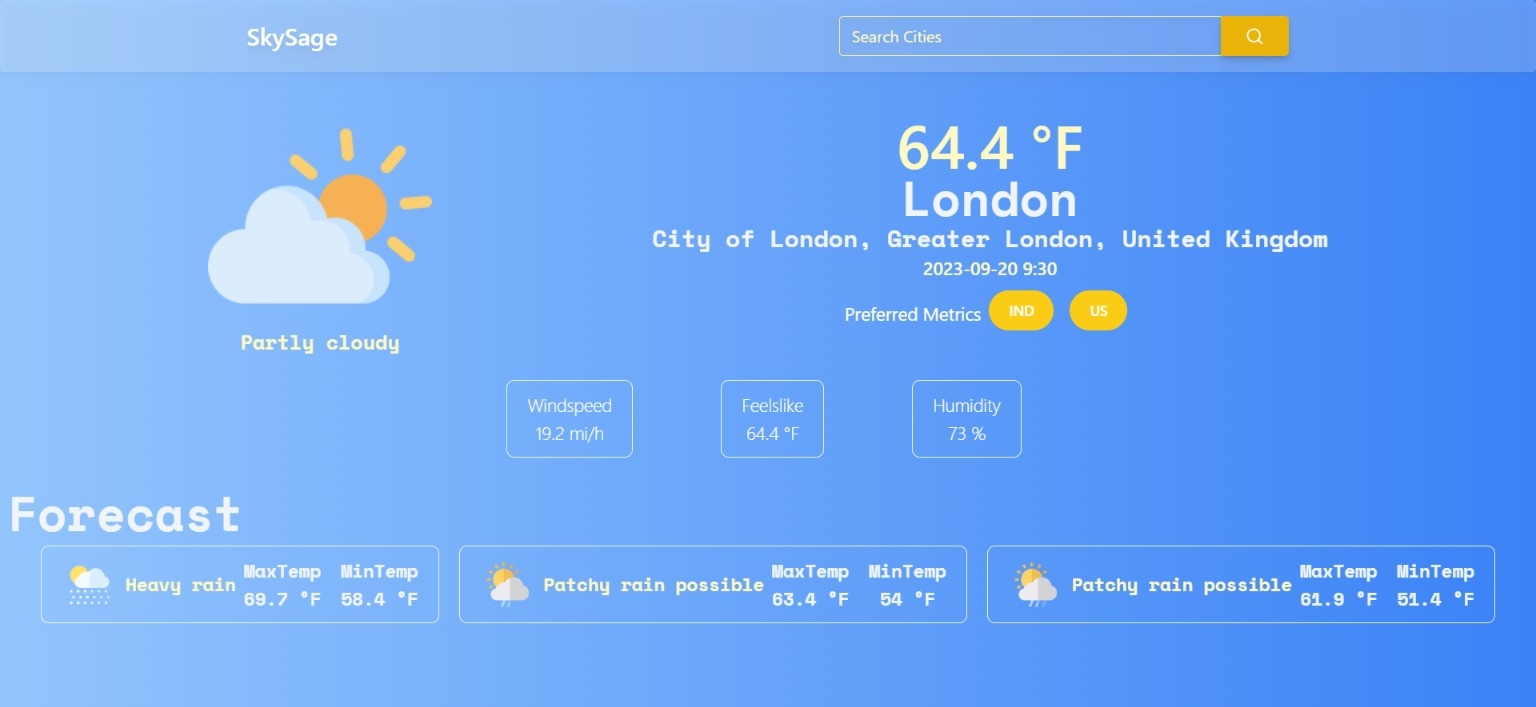 SkySage
Search Cities
64.4 °F
London
City of London, Greater London, United Kingdom
2023-09-20 9:30
Preferred Metrics IND US
Partly cloudy
Windspeed
19.2 mi/h
Feelslike
64.4 °F
Humidity
73 %
Forecast
Heavy rain
MaxTemp
69.7 °F
MinTemp
58.4 °F
Patchy rain possible
MaxTemp
63.4 °F
MinTemp
54 °F
Patchy rain possible
MaxTemp
61.9 °F
MinTemp
51.4 °F